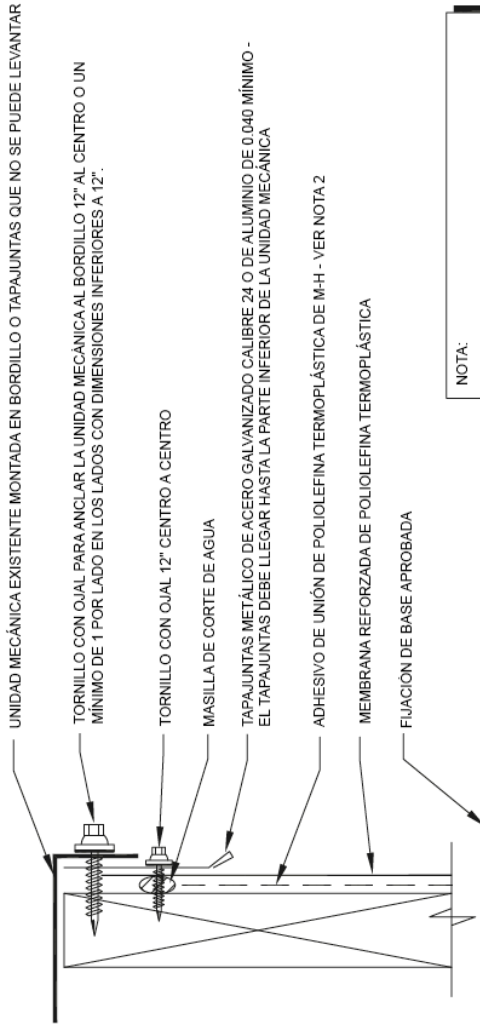 UNIDAD MECÁNICA EXISTENTE MONTADA EN BORDILLO O TAPAJUNTAS QUE NO SE PUEDE LEVANTAR
TORNILLO CON OJAL PARA ANCLAR LA UNIDAD MECÁNICA AL BORDILLO 12" AL CENTRO O UN
MÍNIMO DE 1 POR LADO EN LOS LADOS CON DIMENSIONES INFERIORES A 12".
TORNILLO CON OJAL 12" CENTRO A CENTRO
MASILLA DE CORTE DE AGUA
TAPAJUNTAS METÁLICO DE ACERO GALVANIZADO CALIBRE 24 O DE ALUMINIO DE 0.040 MÍNIMO -
EL TAPAJUNTAS DEBE LLEGAR HASTA LA PARTE INFERIOR DE LA UNIDAD MECÁNICA
ADHESIVO DE UNIÓN DE POLIOLEFINA TERMOPLÁSTICA DE M-H - VER NOTA 2
MEMBRANA REFORZADA DE POLIOLEFINA TERMOPLÁSTICA
FIJACIÓN DE BASE APROBADA
NOTA: